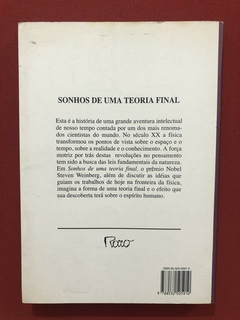 SONHOS DE UMA TEORIA FINAL
Esta é a história de uma grande aventura intelectual
de nosso tempo contada por um dos mais renoma-
dos cientistas do mundo. No século XX a física
transformou os pontos de vista sobre o espaço e o
tempo, sobre a realidade e o conhecimento. A força
motriz por trás destas revoluções no pensamento
tem sido a busca das leis fundamentais da natureza.
Em Sonhos de uma teoria final, o prêmio Nobel
Steven Weinberg, além de discutir as idéias que
guiam os trabalhos de hoje na fronteira da física,
imagina a forma de uma teoria final e o efeito que
sua descoberta terá sobre o espírito humano.
Rocco